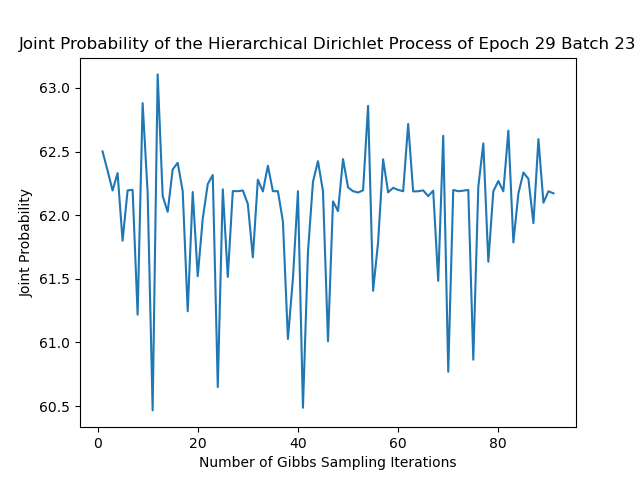 Joint Probability of the Hierarchical Dirichlet Process of Epoch 29 Batch 23
63.0
62.5
62.0
61.5
61.0
60.5
Joint Probability
0 20 40 60 80
Number of Gibbs Sampling Iterations